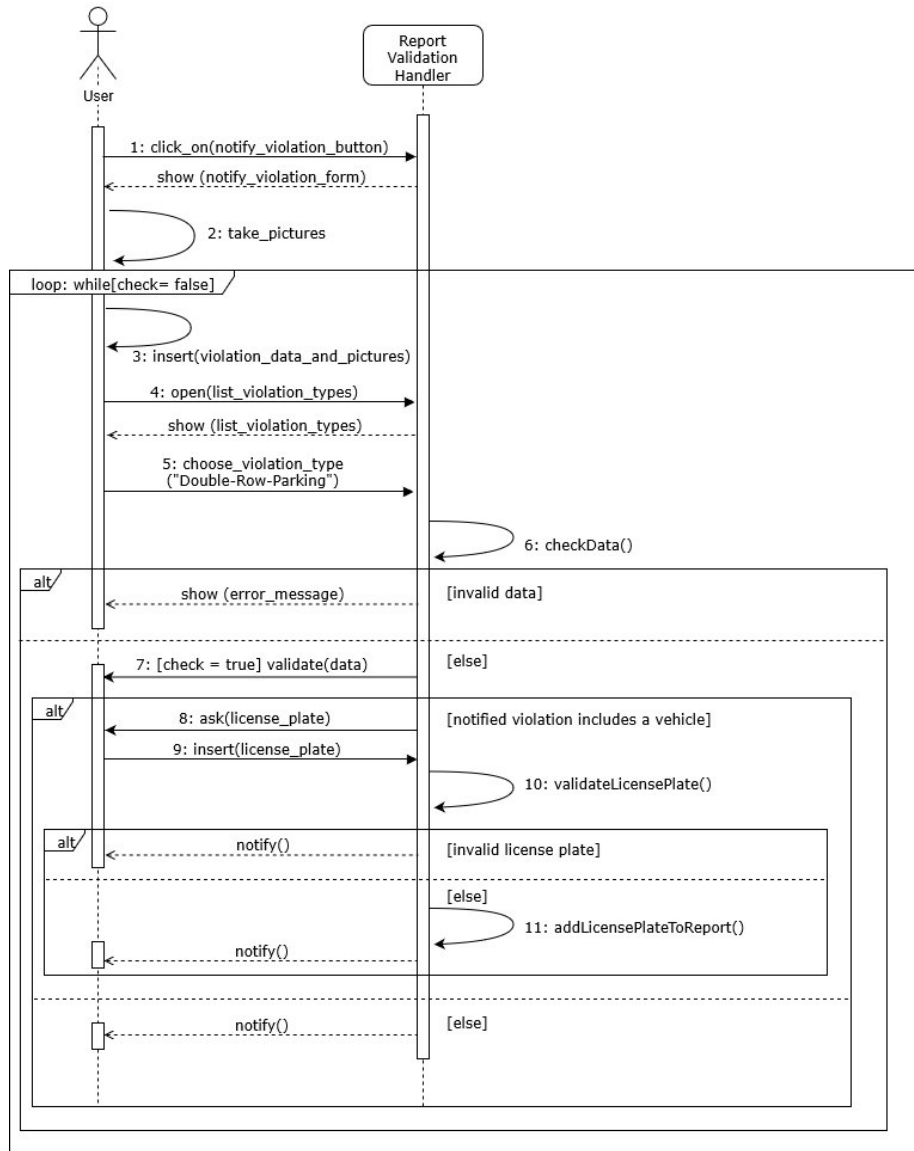 Report
Validation
Handler
User
1: click_on(notify_violation_button)
show (notify_violation_form)
2: take_pictures
loop: while[check= false]
3: insert(violation_data_and_pictures)
4: open(list_violation_types)
show (list_violation_types)
5: choose_violation_type
("Double-Row-Parking")
6: checkData()
alt
show (error_message)
[invalid data]
7: [check = true] validate(data)
[else]
alt
8: ask(license_plate)
[notified violation includes a vehicle]
9: insert(license_plate)
10: validateLicensePlate()
alt
notify()
[invalid license plate]
[else]
11: addLicensePlateToReport()
notify()
notify()
[else]